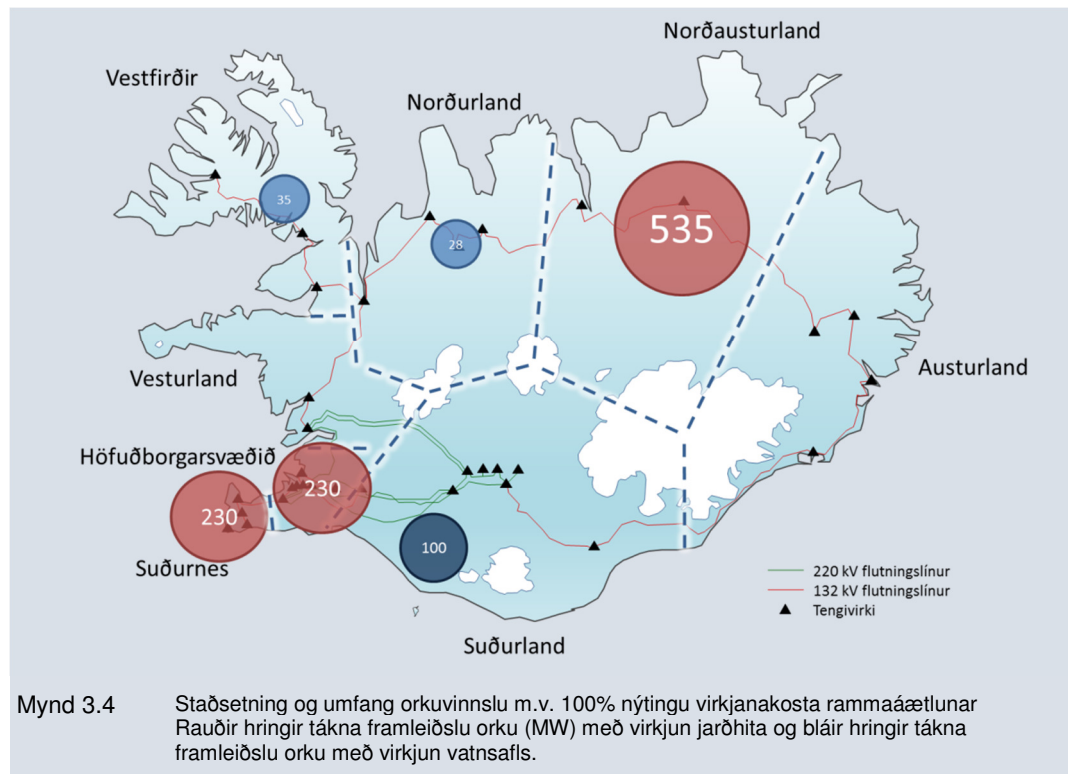 Norðausturland
Vestfirðir
Norðurland
35
28
535
Vesturland
Austurland
Höfuðborgarsvæðið
230
230
100
Suðurnes
220 kV flutningslínur
132 kV flutningslínur
Tengivirki
Suðurland
Mynd 3.4 Staðsetning og umfang orkuvinnslu m.v. 100% nýtingu virkjanakosta rammaáætlunar
Rauðir hringir tákna framleiðslu orku (MW) með virkjun jarðhita og bláir hringir tákna
framleiðslu orku með virkjun vatnsafls.